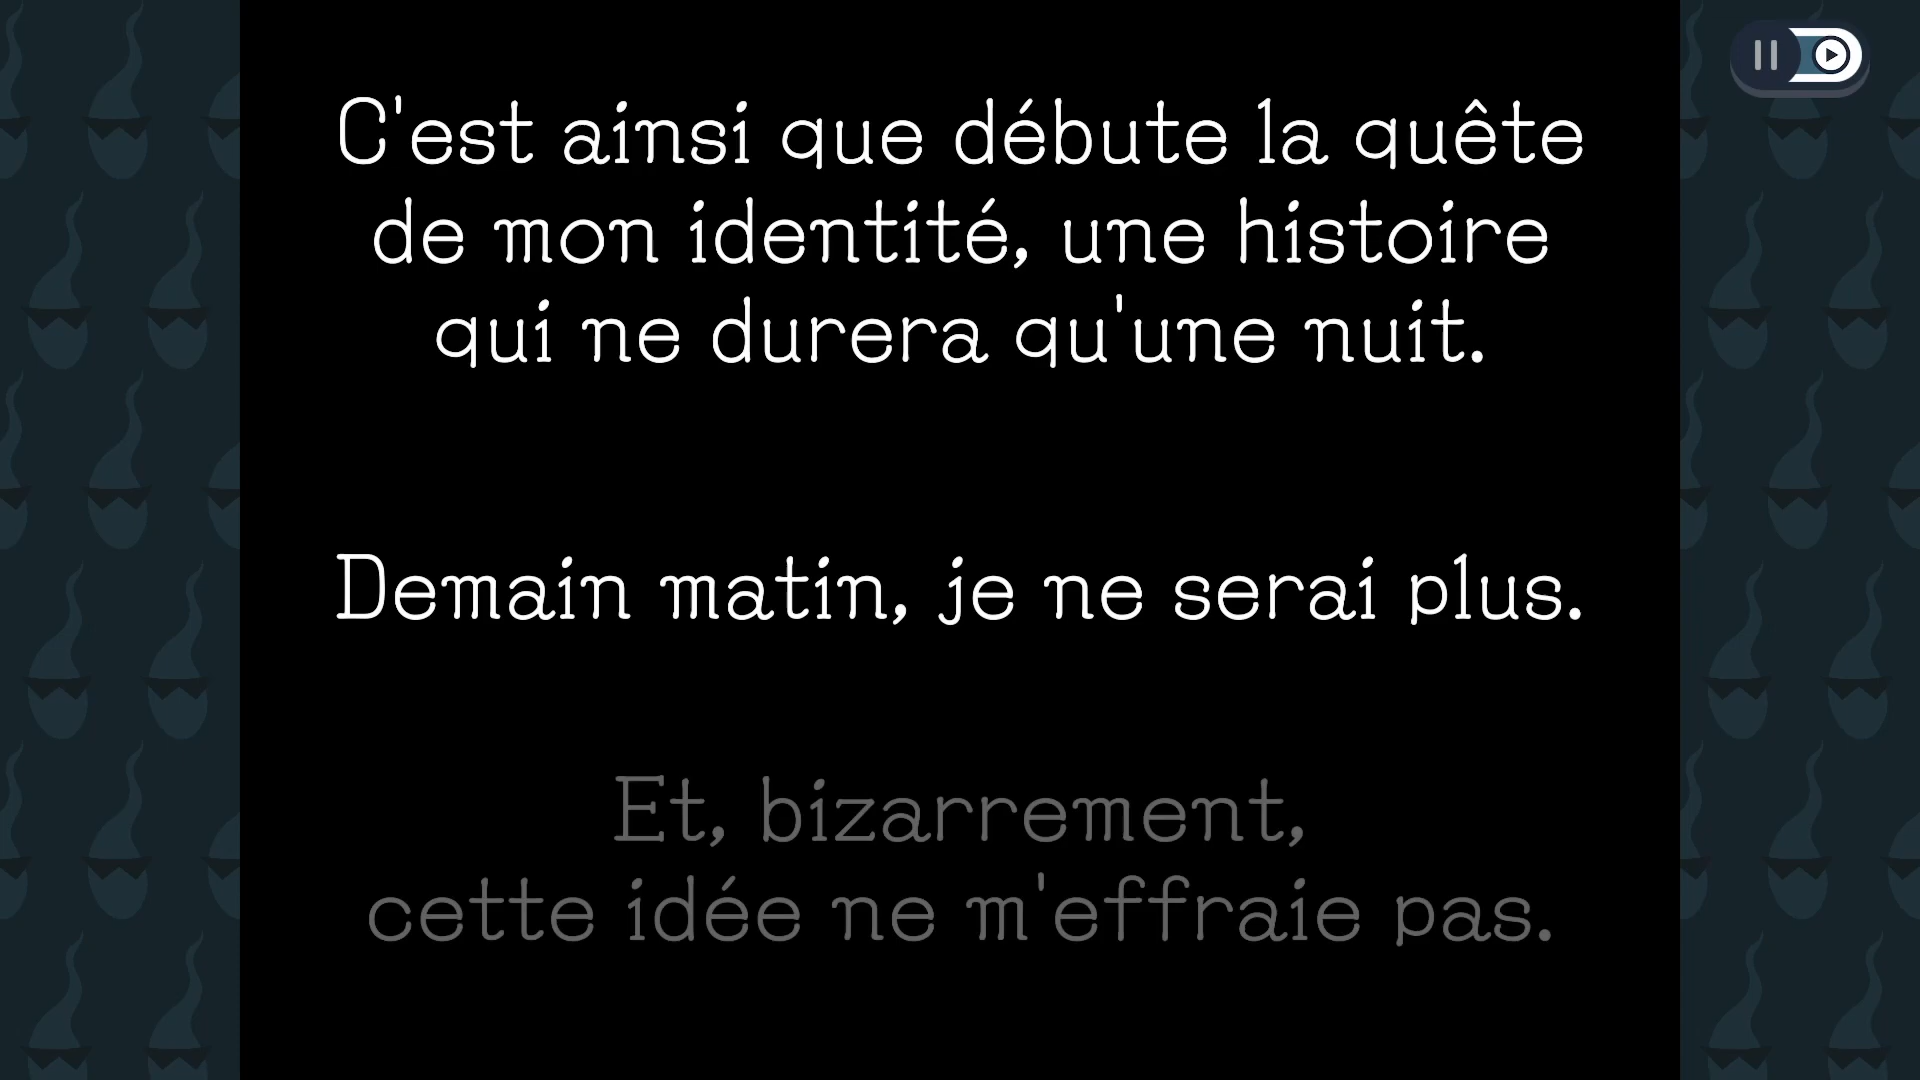 C'est ainsi que débute la quête
de mon identité, une histoire
qui ne durera qu'une nuit.
Demain matin, je ne serai plus.
Et, bizarrement,
cette idée ne m'effraie pas.